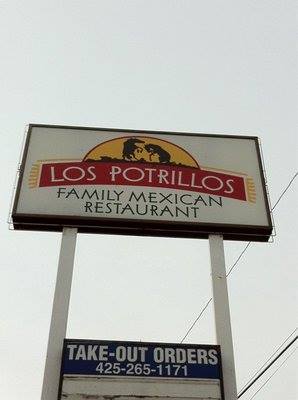 LOS POTRILLOS
FAMILY MEXICAN
RESTAURANT
TAKE-OUT ORDERS
425-265-1171